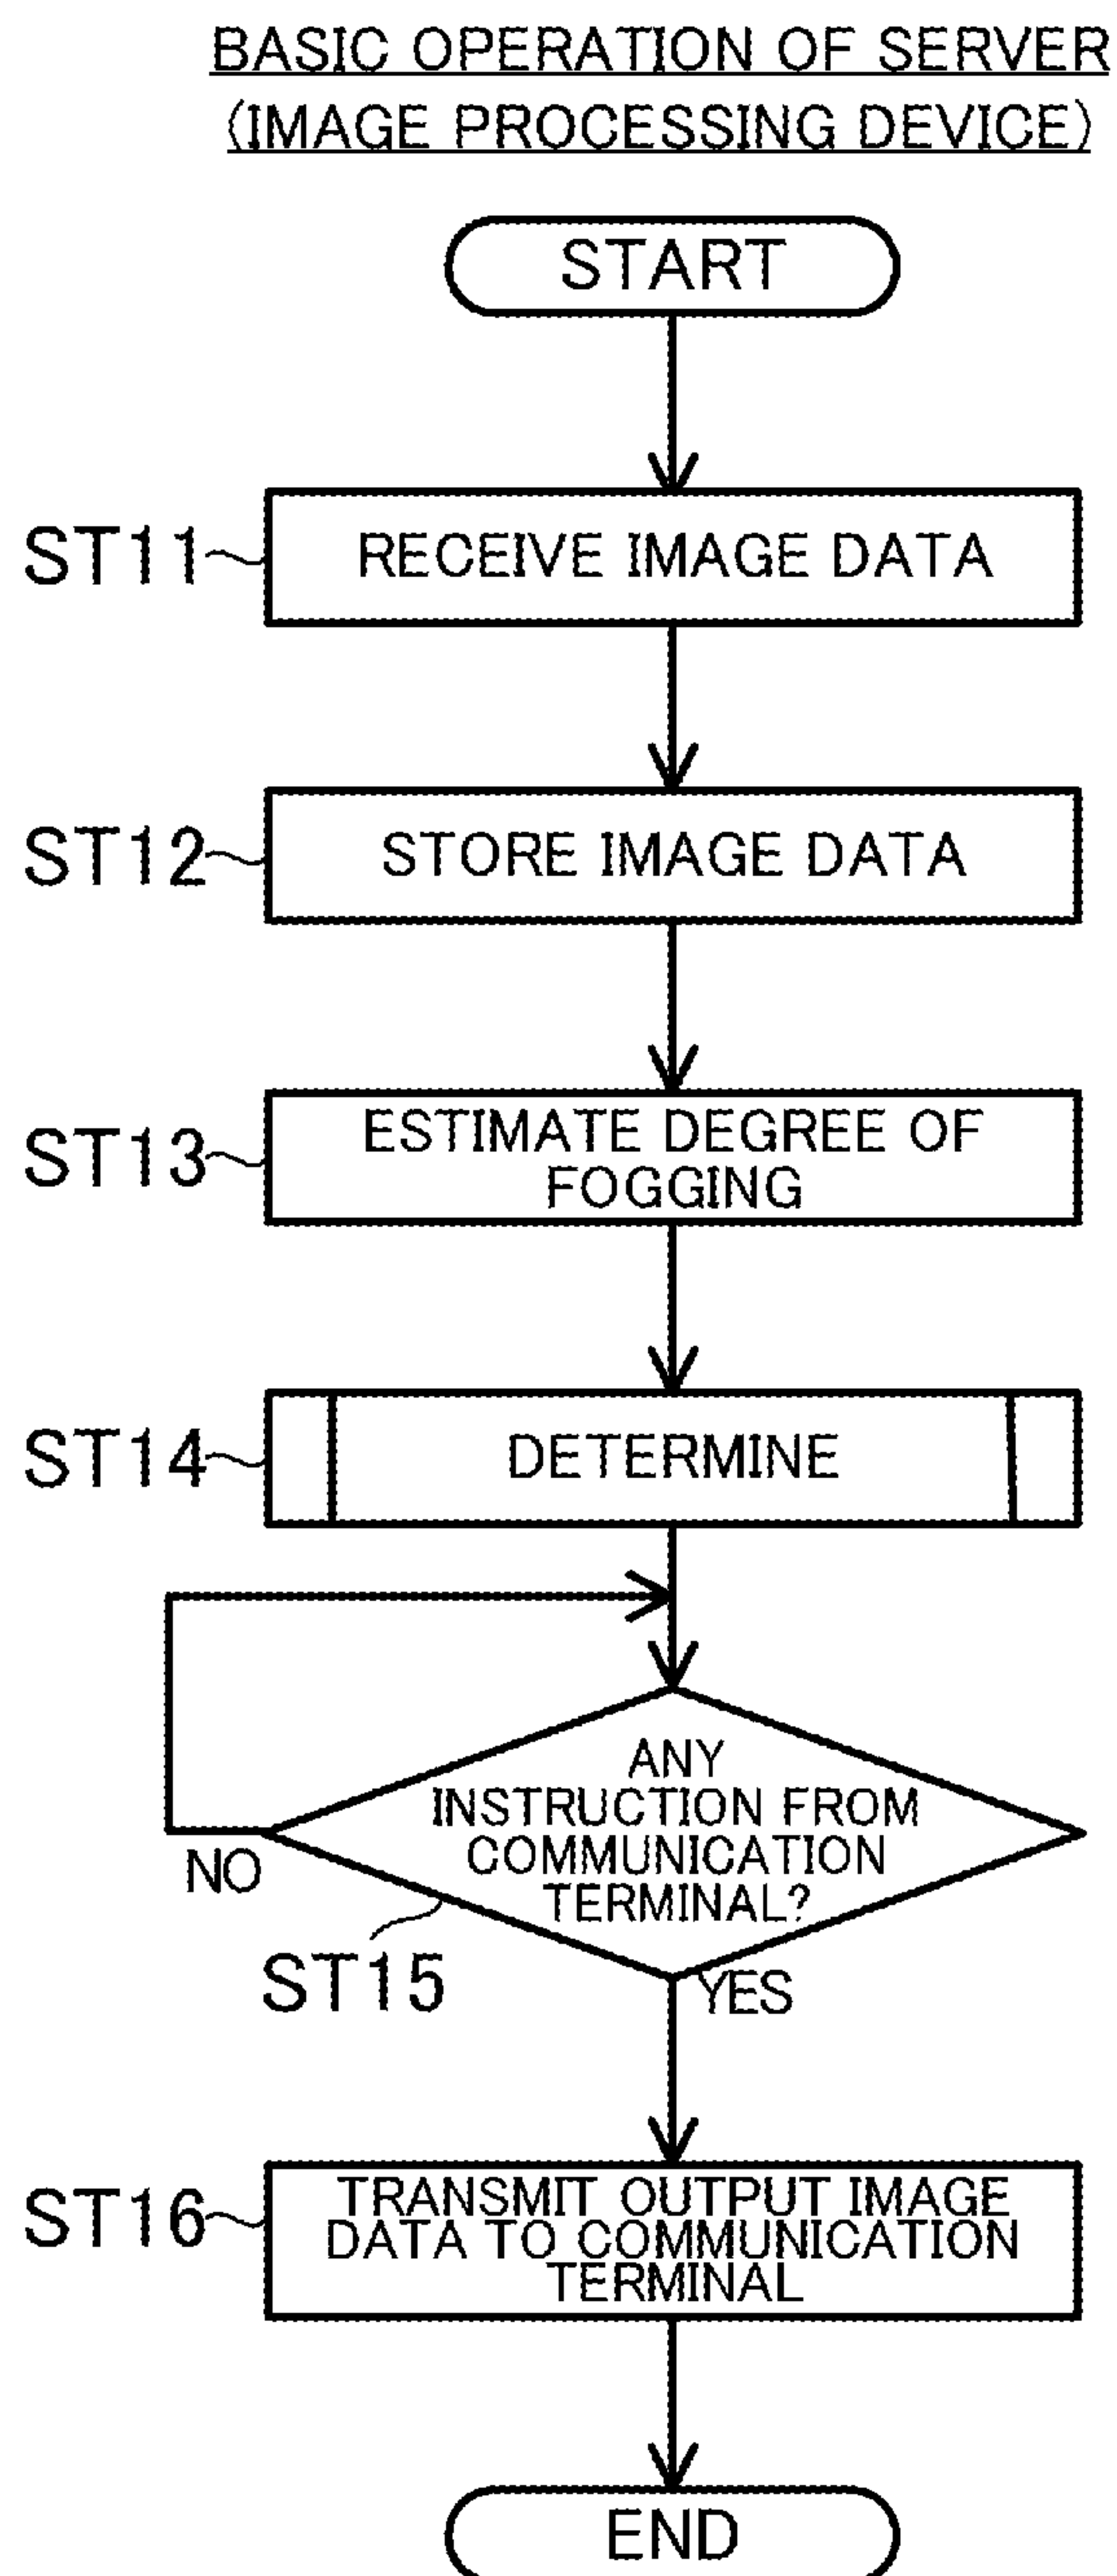 BASIC OPERATION OF SERVER
(IMAGE PROCESSING DEVICE)
START
ST11
RECEIVE IMAGE DATA
ST12
STORE IMAGE DATA
ST13
ESTIMATE DEGREE OF
FOGGING
ST14
DETERMINE
ANY
INSTRUCTION FROM
COMMUNICATION
TERMINAL?
NO
ST15
YES
ST16
TRANSMIT OUTPUT IMAGE
DATA TO COMMUNICATION
TERMINAL
END